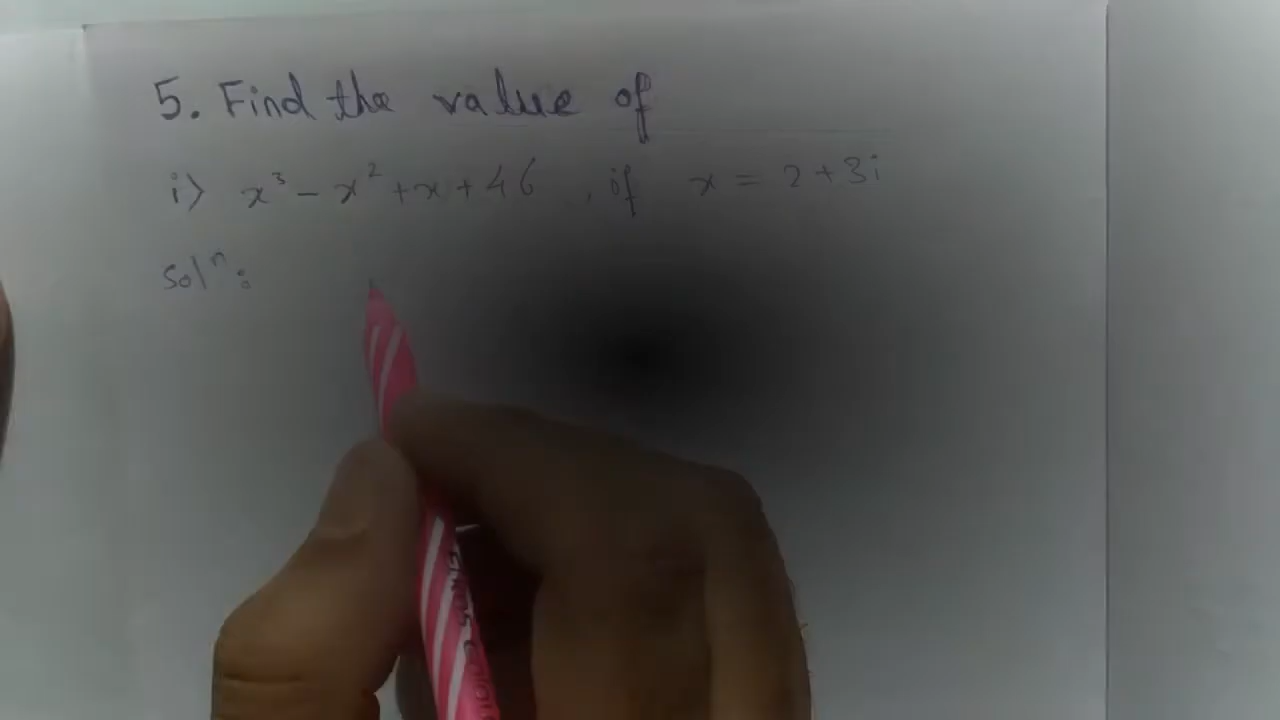 5. Find the value of
i) x³ - x² + x + 46 , if x = 2 + 3i
Solⁿ: